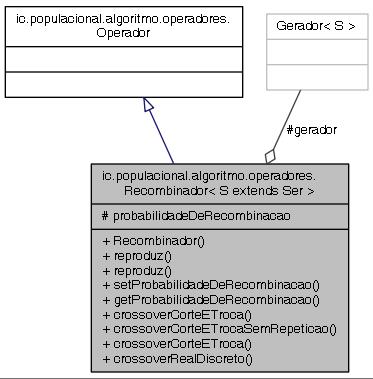 ic.populacional.algoritmo.operadores.
Operador
Gerador< S >
#gerador
ic.populacional.algoritmo.operadores.
Recombinador< S extends Ser >
# probabilidadeDeRecombinacao
+ Recombinador()
+ reproduz()
+ reproduz()
+ setProbabilidadeDeRecombinacao()
+ getProbabilidadeDeRecombinacao()
+ crossoverCorteETroca()
+ crossoverCorteETrocaSemRepeticao()
+ crossoverCorteETroca()
+ crossoverRealDiscreto()